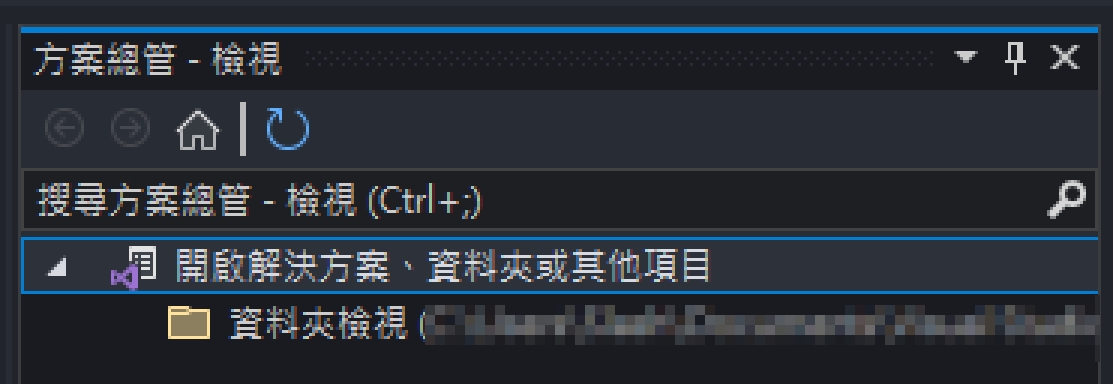 方案總管 - 檢視
搜尋方案總管 - 檢視 (Ctrl+;)
開啟解決方案、資料夾或其他項目
資料夾檢視 (